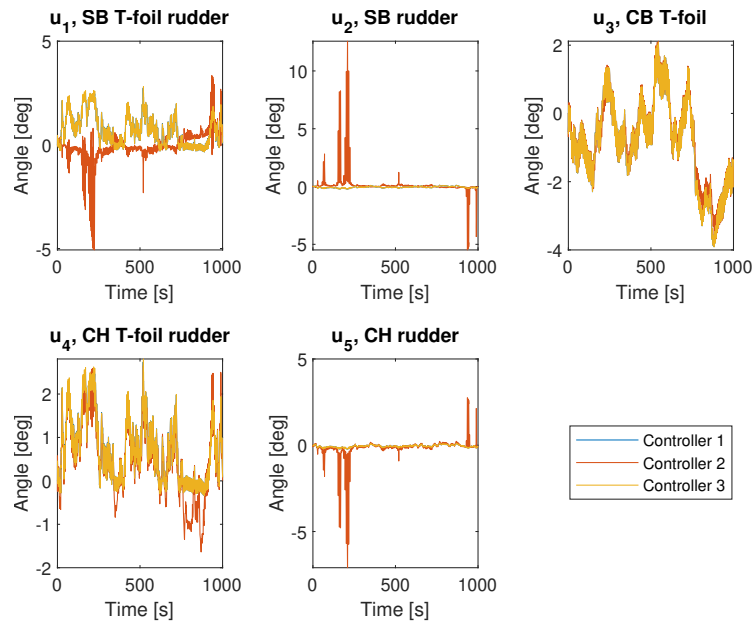 u1, SB T-foil rudder
u2, SB rudder
u3, CB T-foil
Angle [deg]
5
0
-5
0
500
1000
Time [s]
Angle [deg]
10
5
0
-5
0
500
1000
Time [s]
Angle [deg]
2
0
-2
-4
0
500
1000
Time [s]
u4, CH T-foil rudder
u5, CH rudder
Angle [deg]
2
1
0
-1
-2
0
500
1000
Time [s]
Angle [deg]
5
0
-5
0
500
1000
Time [s]
Controller 1
Controller 2
Controller 3